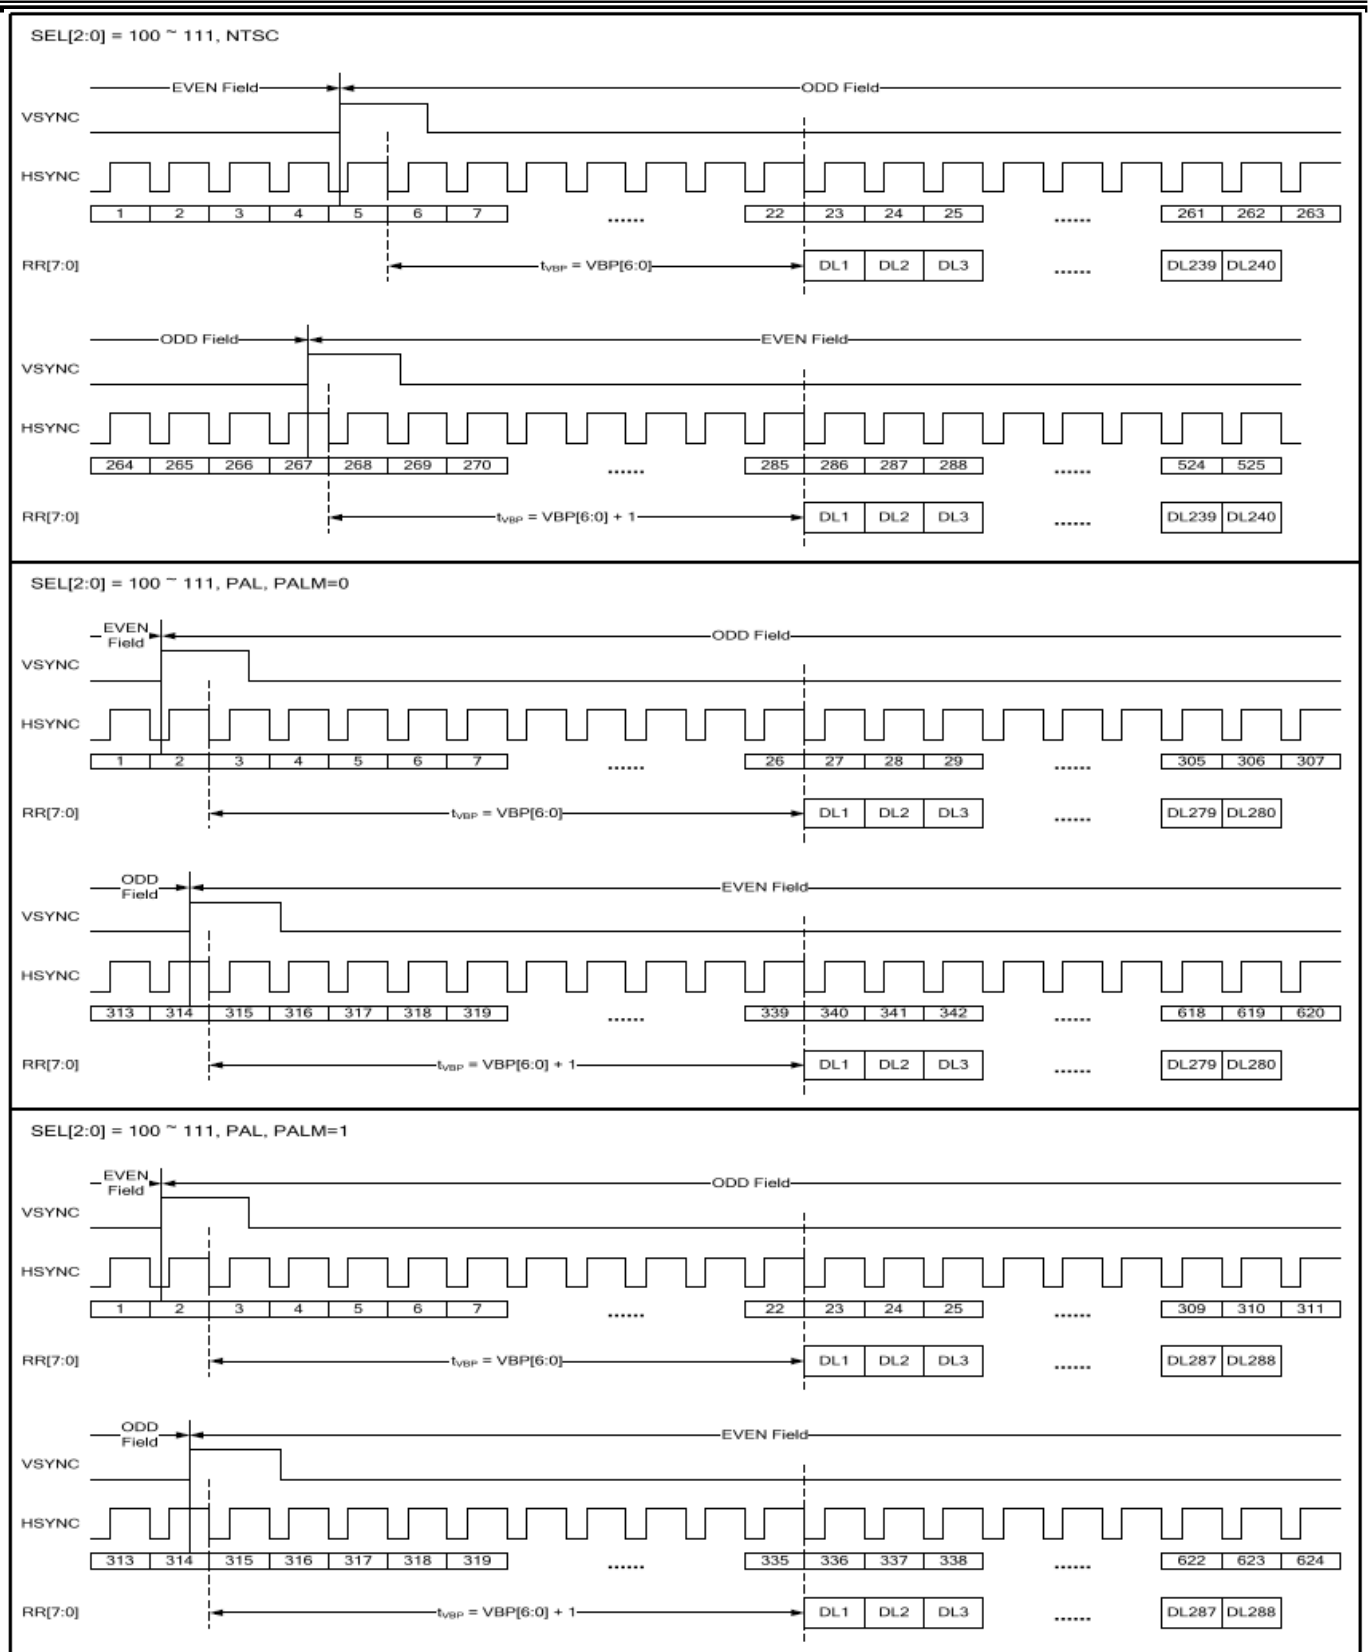 SEL[2:0] = 100 ~ 111, NTSC
EVEN Field ODD Field
VSYNC
HSYNC
1 2 3 4 5 6 7 ...... 22 23 24 25 ...... 261 262 263
RR[7:0] tVBP = VBP[6:0] DL1 DL2 DL3 ...... DL239 DL240
ODD Field EVEN Field
VSYNC
HSYNC
264 265 266 267 268 269 270 ...... 285 286 287 288 ...... 524 525
RR[7:0] tVBP = VBP[6:0] + 1 DL1 DL2 DL3 ...... DL239 DL240
SEL[2:0] = 100 ~ 111, PAL, PALM=0
EVEN Field ODD Field
VSYNC
HSYNC
1 2 3 4 5 6 7 ...... 26 27 28 29 ...... 305 306 307
RR[7:0] tVBP = VBP[6:0] DL1 DL2 DL3 ...... DL279 DL280
ODD Field EVEN Field
VSYNC
HSYNC
313 314 315 316 317 318 319 ...... 339 340 341 342 ...... 618 619 620
RR[7:0] tVBP = VBP[6:0] + 1 DL1 DL2 DL3 ...... DL279 DL280
SEL[2:0] = 100 ~ 111, PAL, PALM=1
EVEN Field ODD Field
VSYNC
HSYNC
1 2 3 4 5 6 7 ...... 22 23 24 25 ...... 309 310 311
RR[7:0] tVBP = VBP[6:0] DL1 DL2 DL3 ...... DL287 DL288
ODD Field EVEN Field
VSYNC
HSYNC
313 314 315 316 317 318 319 ...... 335 336 337 338 ...... 622 623 624
RR[7:0] tVBP = VBP[6:0] + 1 DL1 DL2 DL3 ...... DL287 DL288